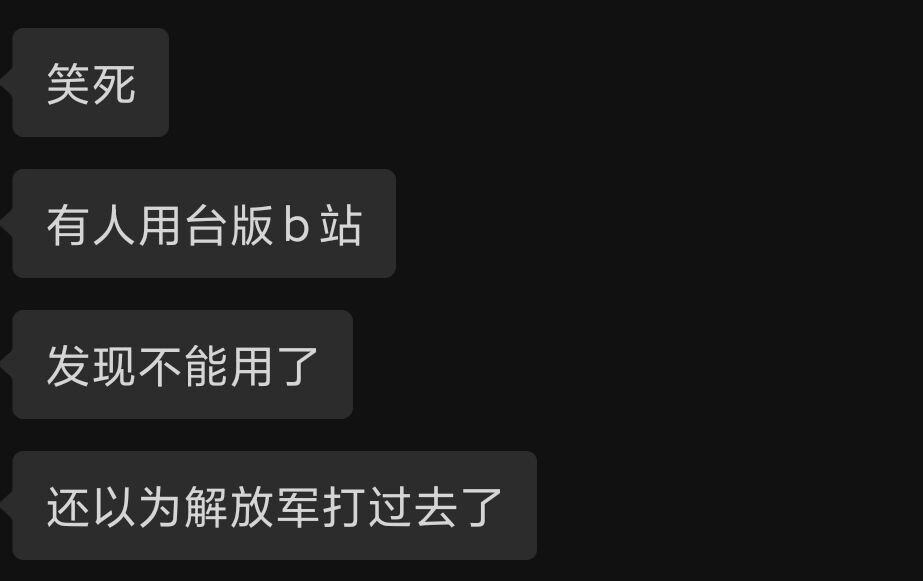 笑死
有人用台版b站
发现不能用了
还以为解放军打过去了